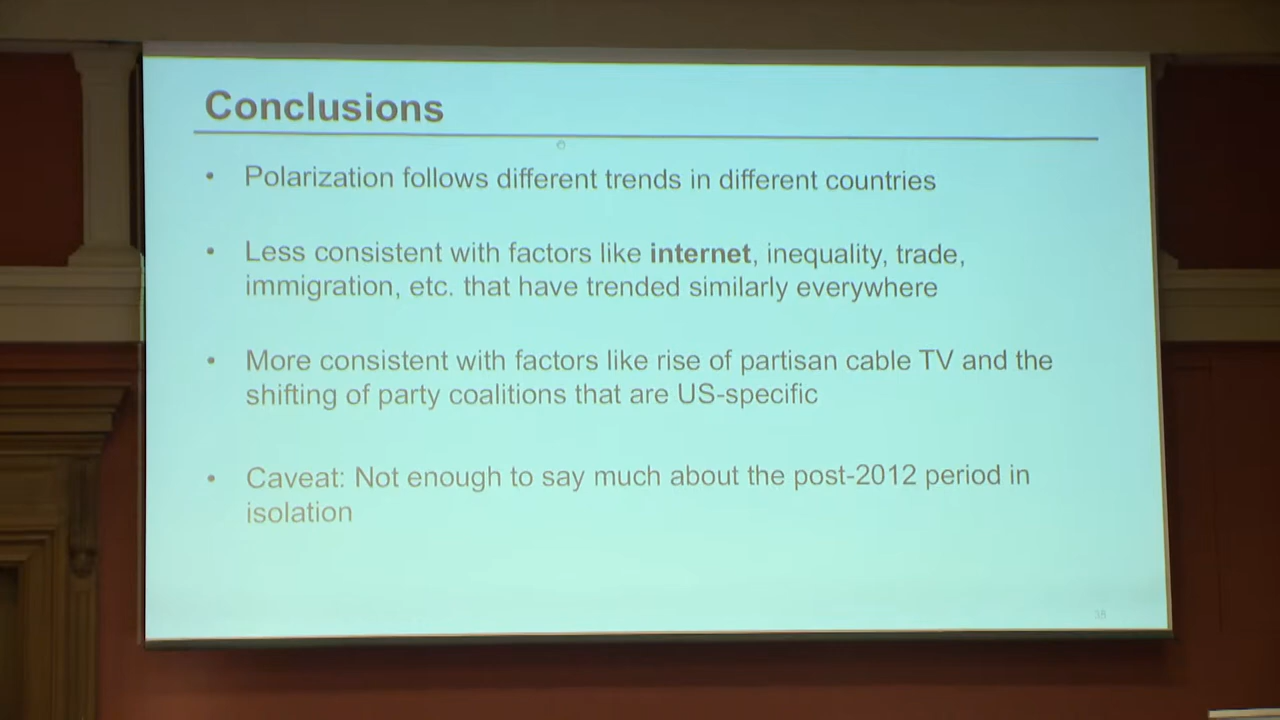 Conclusions
• Polarization follows different trends in different countries
• Less consistent with factors like internet, inequality, trade,
immigration, etc. that have trended similarly everywhere
• More consistent with factors like rise of partisan cable TV and the
shifting of party coalitions that are US-specific
• Caveat: Not enough to say much about the post-2012 period in
isolation
38